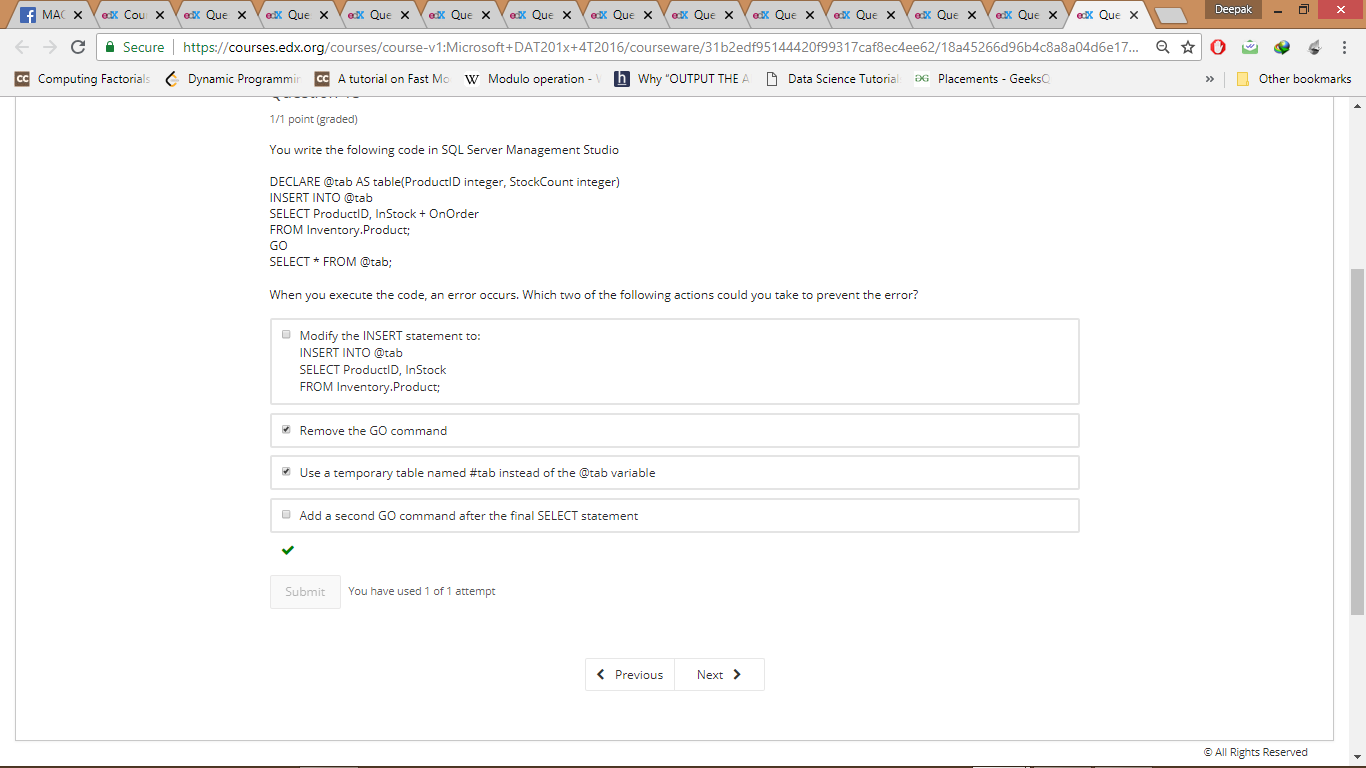 MAC
Cou
Que
Que
Que
Que
Que
Que
Que
Que
Que
Que
Que
Que
Deepak
Secure
https://courses.edx.org/courses/course-v1:Microsoft+DAT201x+4T2016/courseware/31b2edf95144420f99317caf8ec4ee62/18a45266d96b4c8a8a04d6e17...
CC Computing Factorials
Dynamic Programmin
CC A tutorial on Fast Mo
W Modulo operation - W
h Why "OUTPUT THE A
Data Science Tutorial
Placements - GeeksQ
»
Other bookmarks
1/1 point (graded)
You write the folowing code in SQL Server Management Studio
DECLARE @tab AS table(ProductID integer, StockCount integer)
INSERT INTO @tab
SELECT ProductID, InStock + OnOrder
FROM Inventory.Product;
GO
SELECT * FROM @tab;
When you execute the code, an error occurs. Which two of the following actions could you take to prevent the error?
Modify the INSERT statement to:
INSERT INTO @tab
SELECT ProductID, InStock
FROM Inventory.Product;
Remove the GO command
Use a temporary table named #tab instead of the @tab variable
Add a second GO command after the final SELECT statement
Submit You have used 1 of 1 attempt
Previous Next
© All Rights Reserved